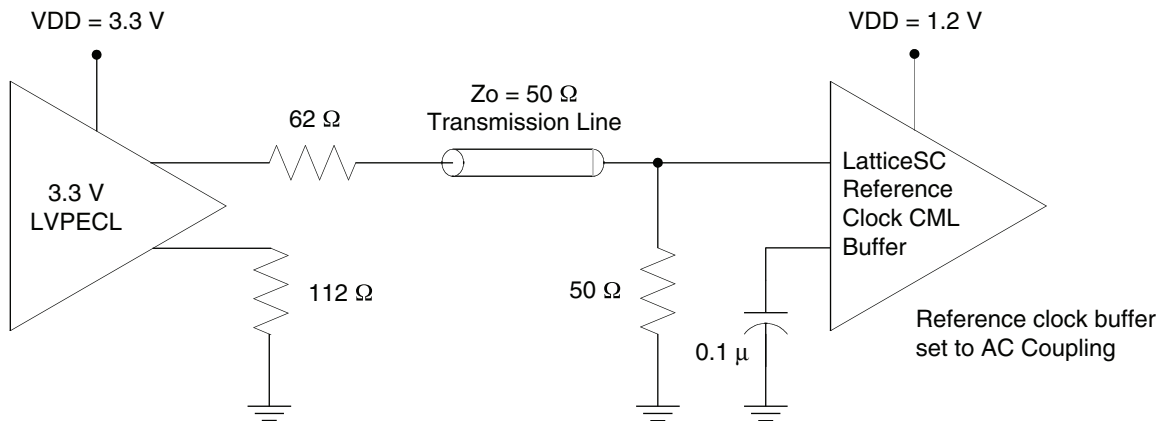 VDD = 3.3 V
VDD = 1.2 V
Zo = 50 Ω
Transmission Line
62 Ω
3.3 V
LVPECL
LatticeSC
Reference
Clock CML
Buffer
112 Ω
50 Ω
0.1 μ
Reference clock buffer
set to AC Coupling